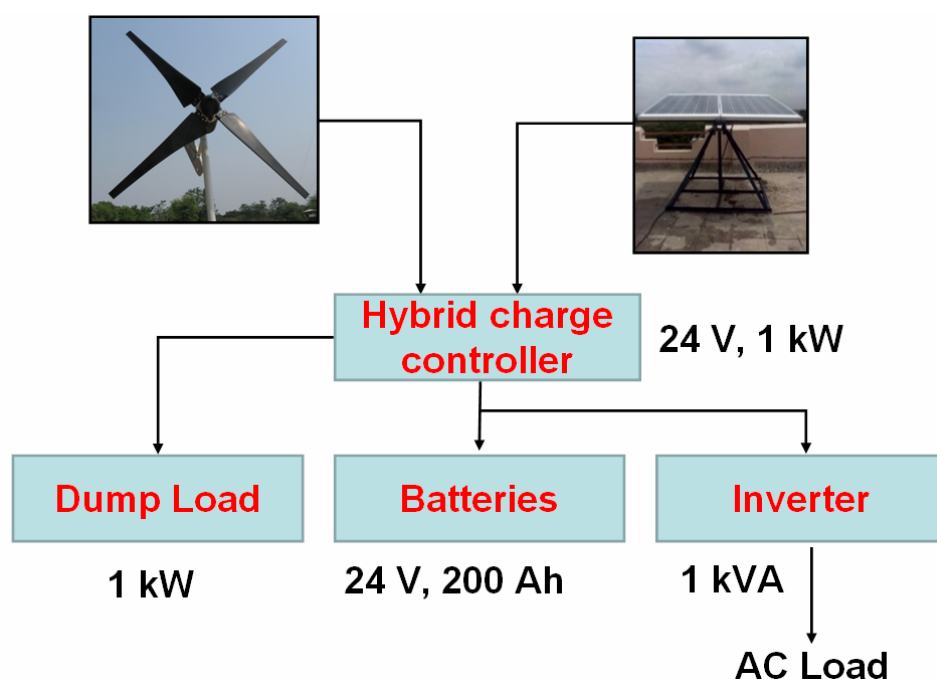 Hybrid charge
controller
24 V, 1 kW
Dump Load
Batteries
Inverter
1 kW
24 V, 200 Ah
1 kVA
AC Load